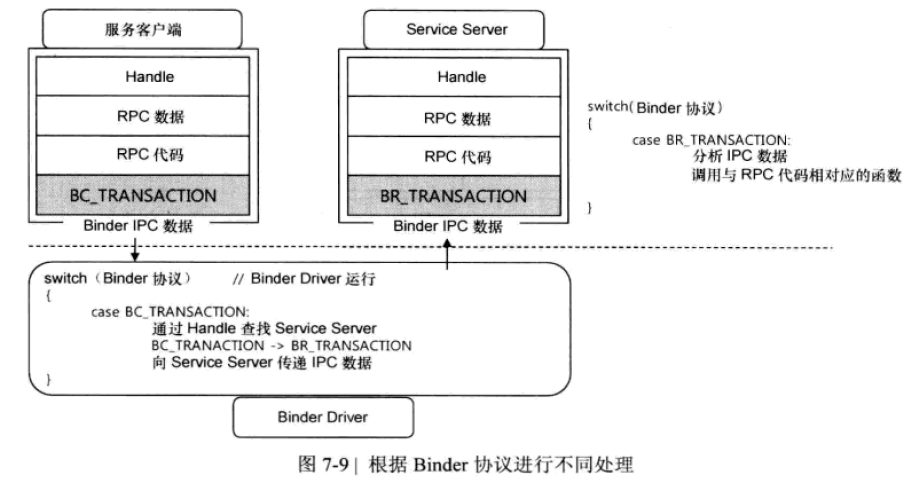 服务客户端
Handle
RPC 数据
RPC 代码
BC_TRANSACTION
Binder IPC 数据
Service Server
Handle
RPC 数据
RPC 代码
BR_TRANSACTION
Binder IPC 数据
switch(Binder 协议)
{
case BR_TRANSACTION:
分析 IPC 数据
调用与 RPC 代码相对应的函数
}
switch（Binder 协议） // Binder Driver 运行
{
case BC_TRANSACTION:
通过 Handle 查找 Service Server
BC_TRANACTION -> BR_TRANSACTION
向 Service Server 传递 IPC 数据
}
Binder Driver
图 7-9 | 根据 Binder 协议进行不同处理